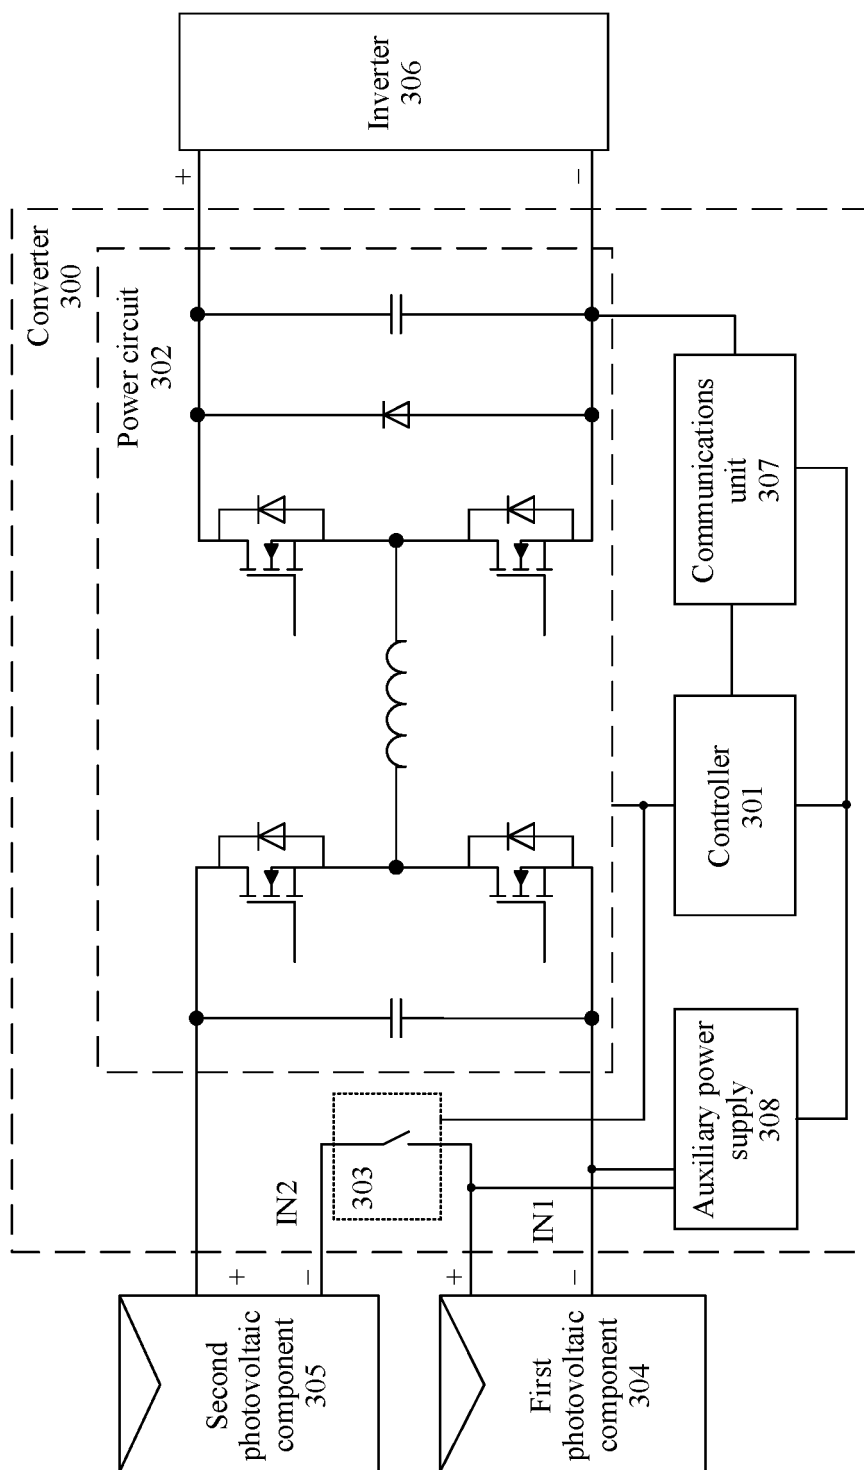 Converter
300
Power circuit
302
Inverter
306
+
−
Communications
unit
307
Controller
301
Auxiliary power
supply
308
303
IN2
IN1
+
−
+
−
Second
photovoltaic
component
305
First
photovoltaic
component
304